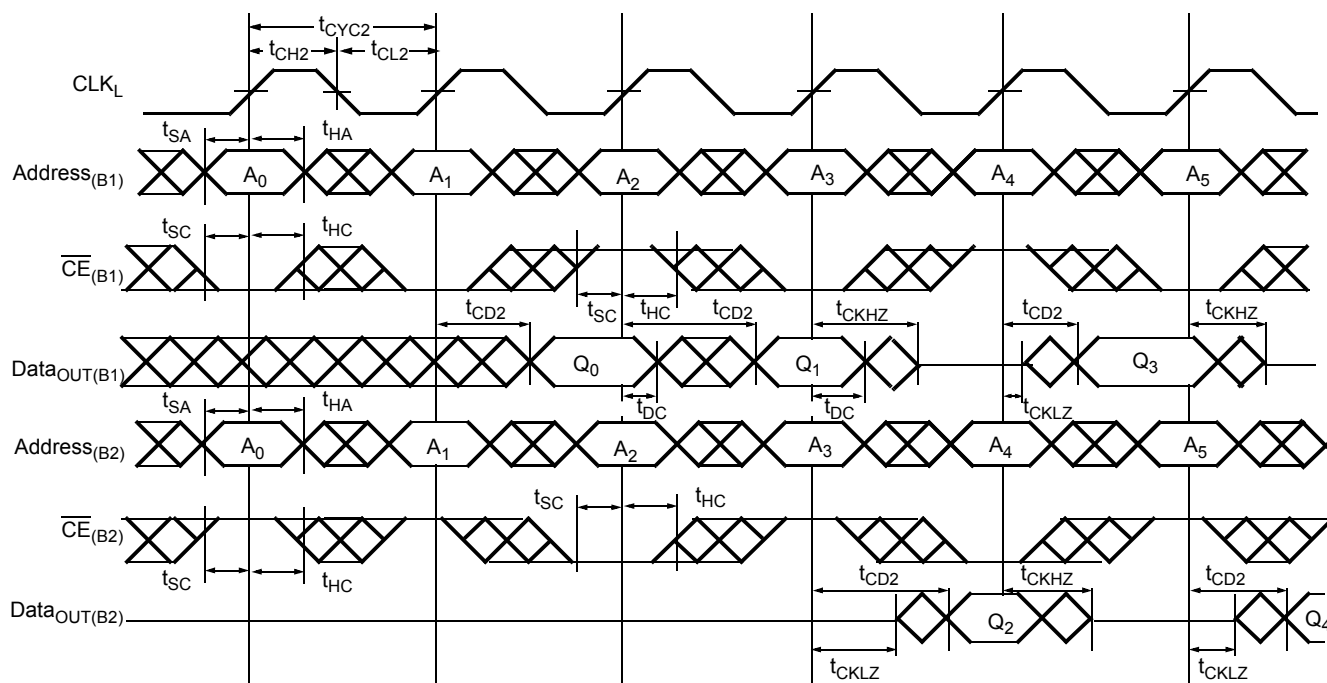 tCYC2
tCH2 tCL2
CLKL
tSA tHA
Address(B1) A0 A1 A2 A3 A4 A5
tSC tHC
CE(B1)
tSC tHC
tCD2 tCD2 tCKHZ tCD2 tCKHZ
DataOUT(B1) Q0 Q1 Q3
tDC tDC tCKLZ
tSA tHA
Address(B2) A0 A1 A2 A3 A4 A5
tSC tHC
CE(B2)
tSC tHC
tCD2 tCKHZ tCD2
DataOUT(B2) Q2 Q4
tCKLZ tCKLZ